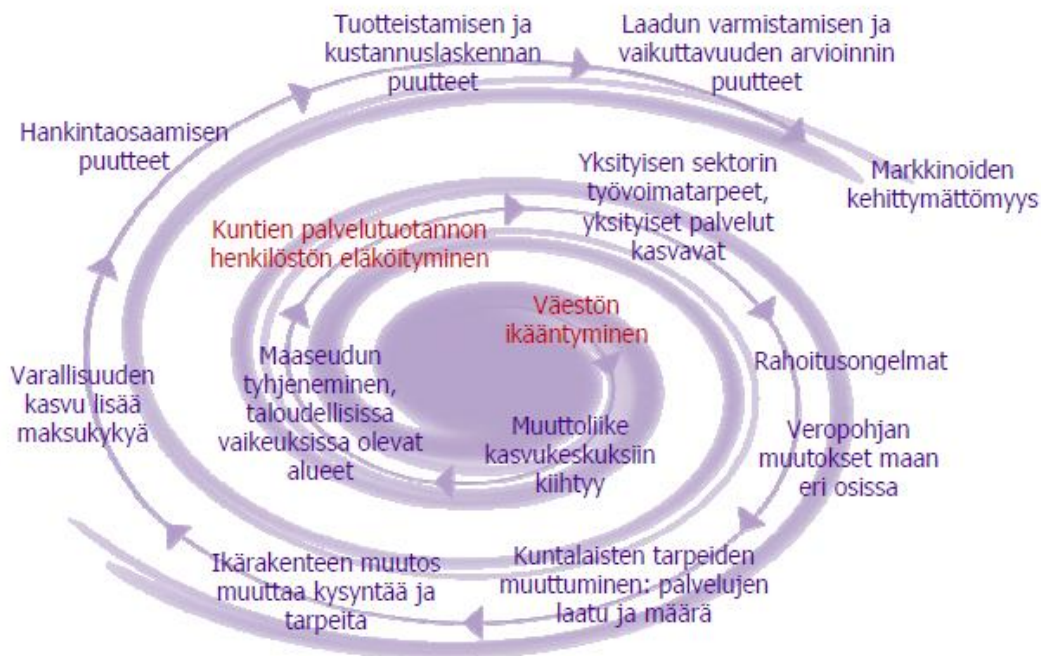 Tuotteistamisen ja
kustannuslaskennan
puutteet
Laadun varmistamisen ja
vaikuttavuuden arvioinnin
puutteet
Hankintaosaamisen
puutteet
Yksityisen sektorin
työvoimatarpeet,
yksityiset palvelut
kasvavat
Markkinoiden
kehittymättömyys
Kuntien palvelutuotannon
henkilöstön eläköityminen
Väestön
ikääntyminen
Maaseudun
tyhjeneminen,
taloudellisissa
vaikeuksissa olevat
alueet
Rahoitusongelmat
Varallisuuden
kasvu lisää
maksukykyä
Muuttoliike
kasvukeskuksiin
kiihtyy
Veropohjan
muutokset maan
eri osissa
Ikärakenteen muutos
muuttaa kysyntää ja
tarpeita
Kuntalaisten tarpeiden
muuttuminen: palvelujen
laatu ja määrä